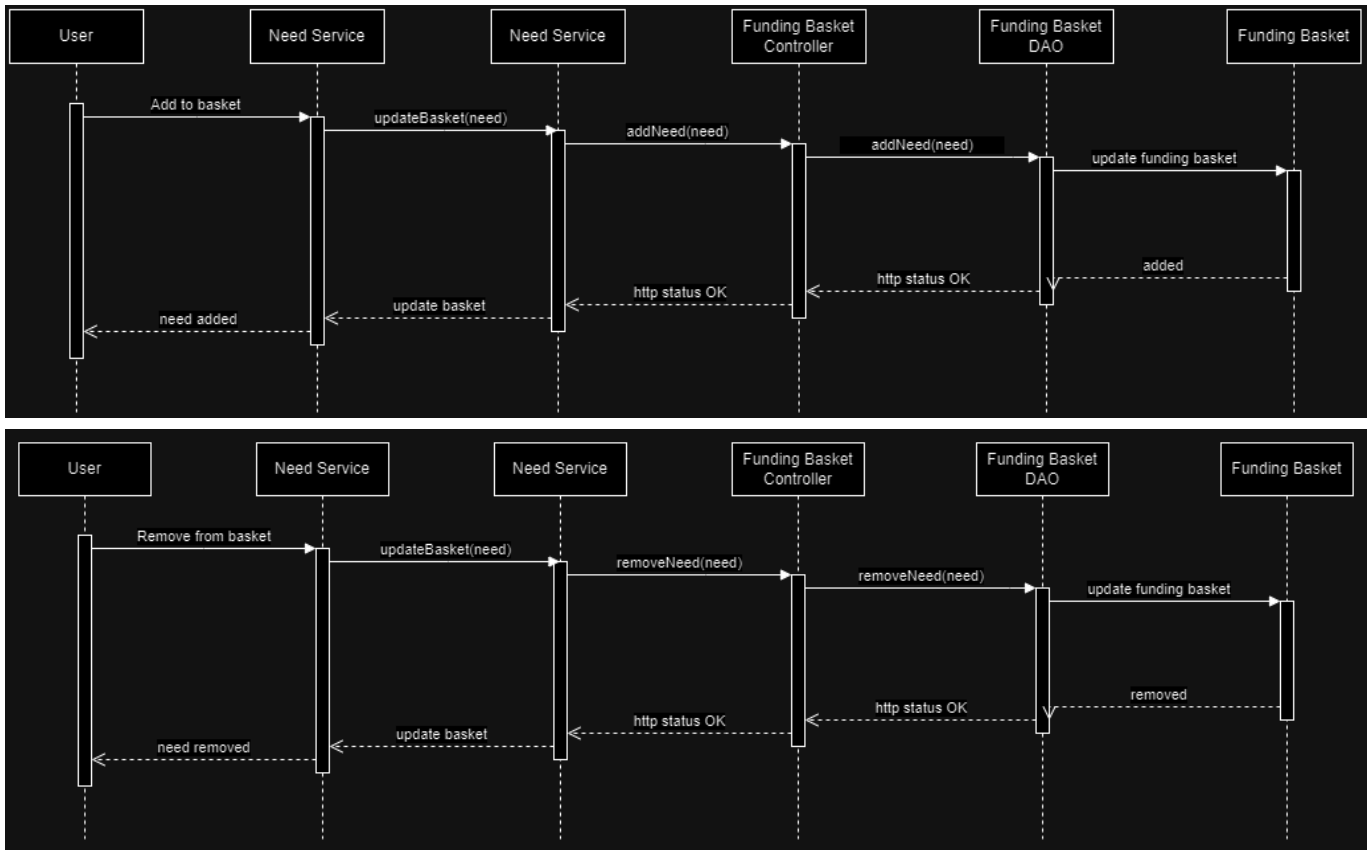 User
Need Service
Need Service
Funding Basket
Controller
Funding Basket
DAO
Funding Basket
Add to basket
updateBasket(need)
addNeed(need)
addNeed(need)
update funding basket
added
http status OK
http status OK
update basket
need added
User
Need Service
Need Service
Funding Basket
Controller
Funding Basket
DAO
Funding Basket
Remove from basket
updateBasket(need)
removeNeed(need)
removeNeed(need)
update funding basket
removed
http status OK
http status OK
update basket
need removed